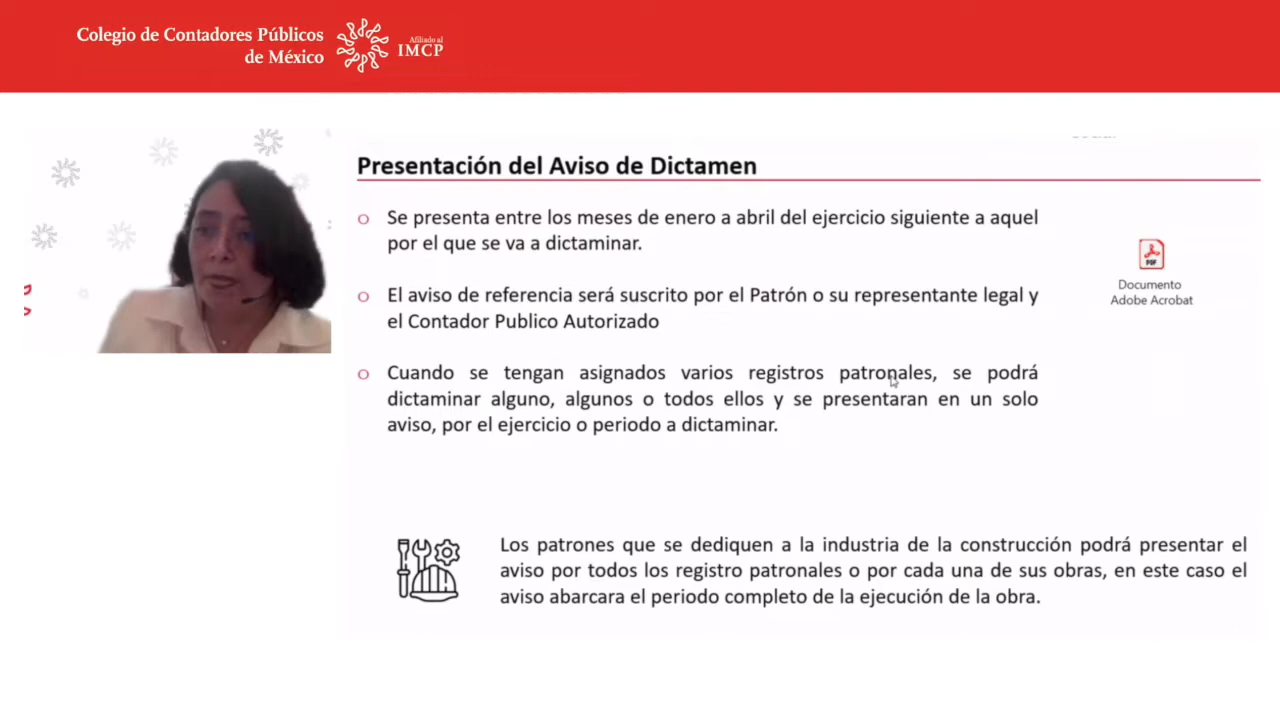 Colegio de Contadores Públicos
de México
Afiliado al
IMCP
Presentación del Aviso de Dictamen
o Se presenta entre los meses de enero a abril del ejercicio siguiente a aquel
por el que se va a dictaminar.
PDF
Documento
Adobe Acrobat
o El aviso de referencia será suscrito por el Patrón o su representante legal y
el Contador Publico Autorizado
o Cuando se tengan asignados varios registros patronales, se podrá
dictaminar alguno, algunos o todos ellos y se presentaran en un solo
aviso, por el ejercicio o periodo a dictaminar.
Los patrones que se dediquen a la industria de la construcción podrá presentar el
aviso por todos los registro patronales o por cada una de sus obras, en este caso el
aviso abarcara el periodo completo de la ejecución de la obra.